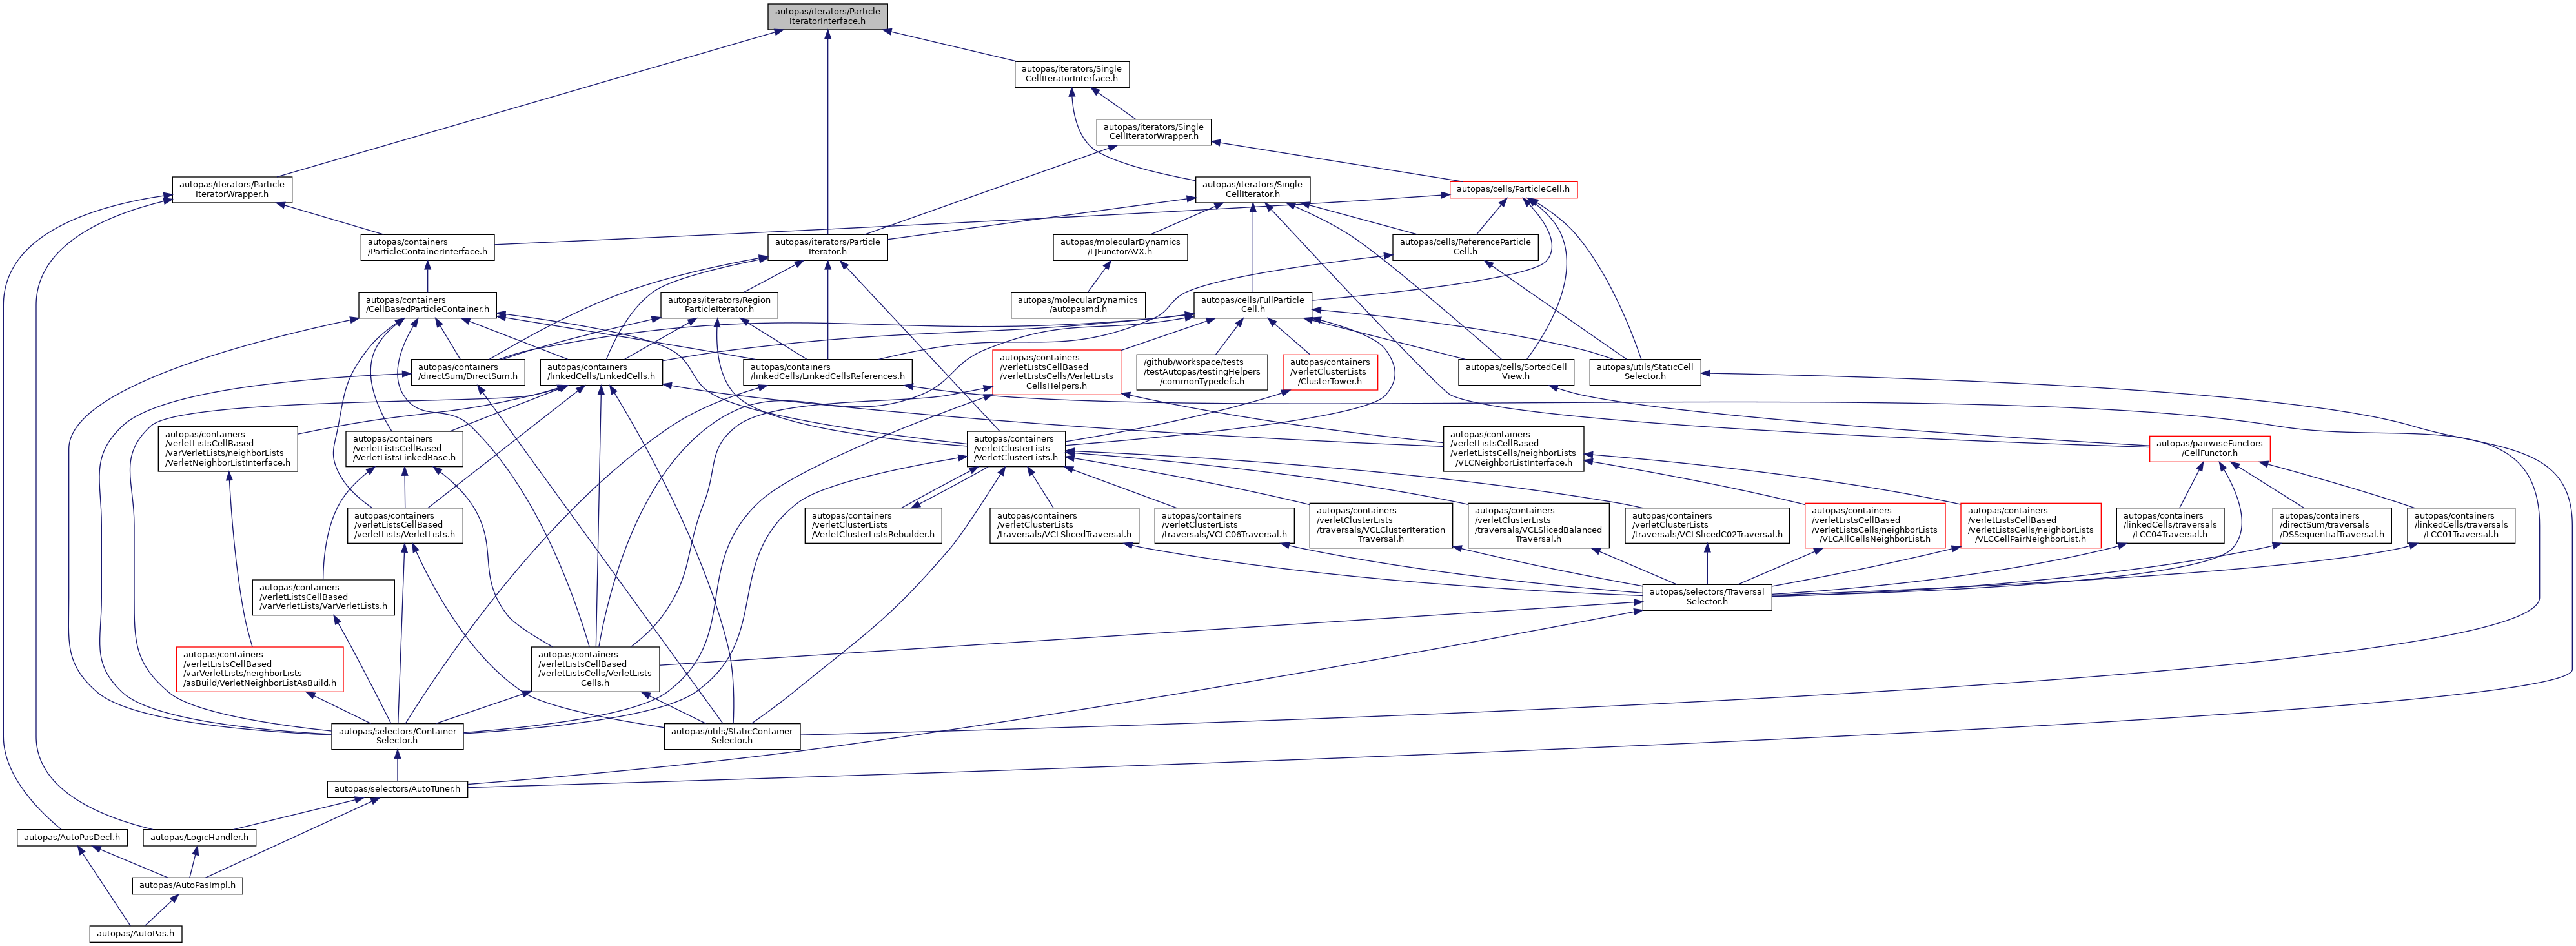 autopas/iterators/Particle
IteratorInterface.h
autopas/iterators/Single
CellIteratorInterface.h
autopas/iterators/Single
CellIteratorWrapper.h
autopas/iterators/Particle
IteratorWrapper.h
autopas/iterators/Single
CellIterator.h
autopas/cells/ParticleCell.h
autopas/containers
/ParticleContainerInterface.h
autopas/iterators/Particle
Iterator.h
autopas/molecularDynamics
/LJFunctorAVX.h
autopas/cells/ReferenceParticle
Cell.h
autopas/containers
/CellBasedParticleContainer.h
autopas/iterators/Region
ParticleIterator.h
autopas/molecularDynamics
/autopasmd.h
autopas/cells/FullParticle
Cell.h
autopas/containers
/directSum/DirectSum.h
autopas/containers
/linkedCells/LinkedCells.h
autopas/containers
/linkedCells/LinkedCellsReferences.h
autopas/containers
/verletListsCellBased
/verletListsCells/VerletLists
CellsHelpers.h
/github/workspace/tests
/testAutopas/testingHelpers
/commonTypedefs.h
autopas/containers
/verletClusterLists
/ClusterTower.h
autopas/cells/SortedCell
View.h
autopas/utils/StaticCell
Selector.h
autopas/containers
/verletListsCellBased
/varVerletLists/neighborLists
/VerletNeighborListInterface.h
autopas/containers
/verletListsCellBased
/VerletListsLinkedBase.h
autopas/containers
/verletClusterLists
/VerletClusterLists.h
autopas/containers
/verletListsCellBased
/verletListsCells/neighborLists
/VLCNeighborListInterface.h
autopas/pairwiseFunctors
/CellFunctor.h
autopas/containers
/verletListsCellBased
/verletLists/VerletLists.h
autopas/containers
/verletClusterLists
/VerletClusterListsRebuilder.h
autopas/containers
/verletClusterLists
/traversals/VCLSlicedTraversal.h
autopas/containers
/verletClusterLists
/traversals/VCLC06Traversal.h
autopas/containers
/verletClusterLists
/traversals/VCLClusterIteration
Traversal.h
autopas/containers
/verletClusterLists
/traversals/VCLSlicedBalanced
Traversal.h
autopas/containers
/verletClusterLists
/traversals/VCLSlicedC02Traversal.h
autopas/containers
/verletListsCellBased
/verletListsCells/neighborLists
/VLCAllCellsNeighborList.h
autopas/containers
/verletListsCellBased
/verletListsCells/neighborLists
/VLCCellPairNeighborList.h
autopas/containers
/linkedCells/traversals
/LCC04Traversal.h
autopas/containers
/directSum/traversals
/DSSequentialTraversal.h
autopas/containers
/linkedCells/traversals
/LCC01Traversal.h
autopas/containers
/verletListsCellBased
/varVerletLists/VarVerletLists.h
autopas/selectors/Traversal
Selector.h
autopas/containers
/verletListsCellBased
/varVerletLists/neighborLists
/asBuild/VerletNeighborListAsBuild.h
autopas/containers
/verletListsCellBased
/verletListsCells/VerletLists
Cells.h
autopas/selectors/Container
Selector.h
autopas/utils/StaticContainer
Selector.h
autopas/selectors/AutoTuner.h
autopas/AutoPasDecl.h
autopas/LogicHandler.h
autopas/AutoPasImpl.h
autopas/AutoPas.h